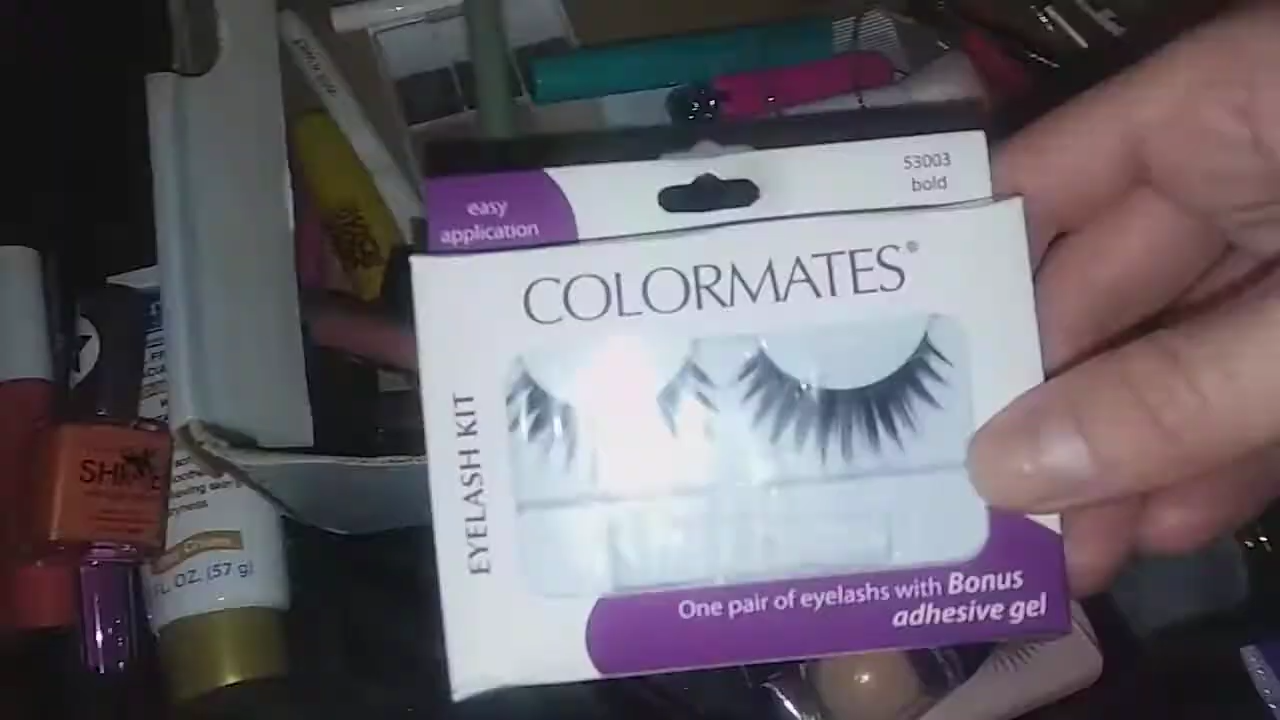 53003
bold
easy
application
COLORMATES®
EYELASH KIT
One pair of eyelashs with Bonus
adhesive gel
SHINE
FL OZ. (57 g)